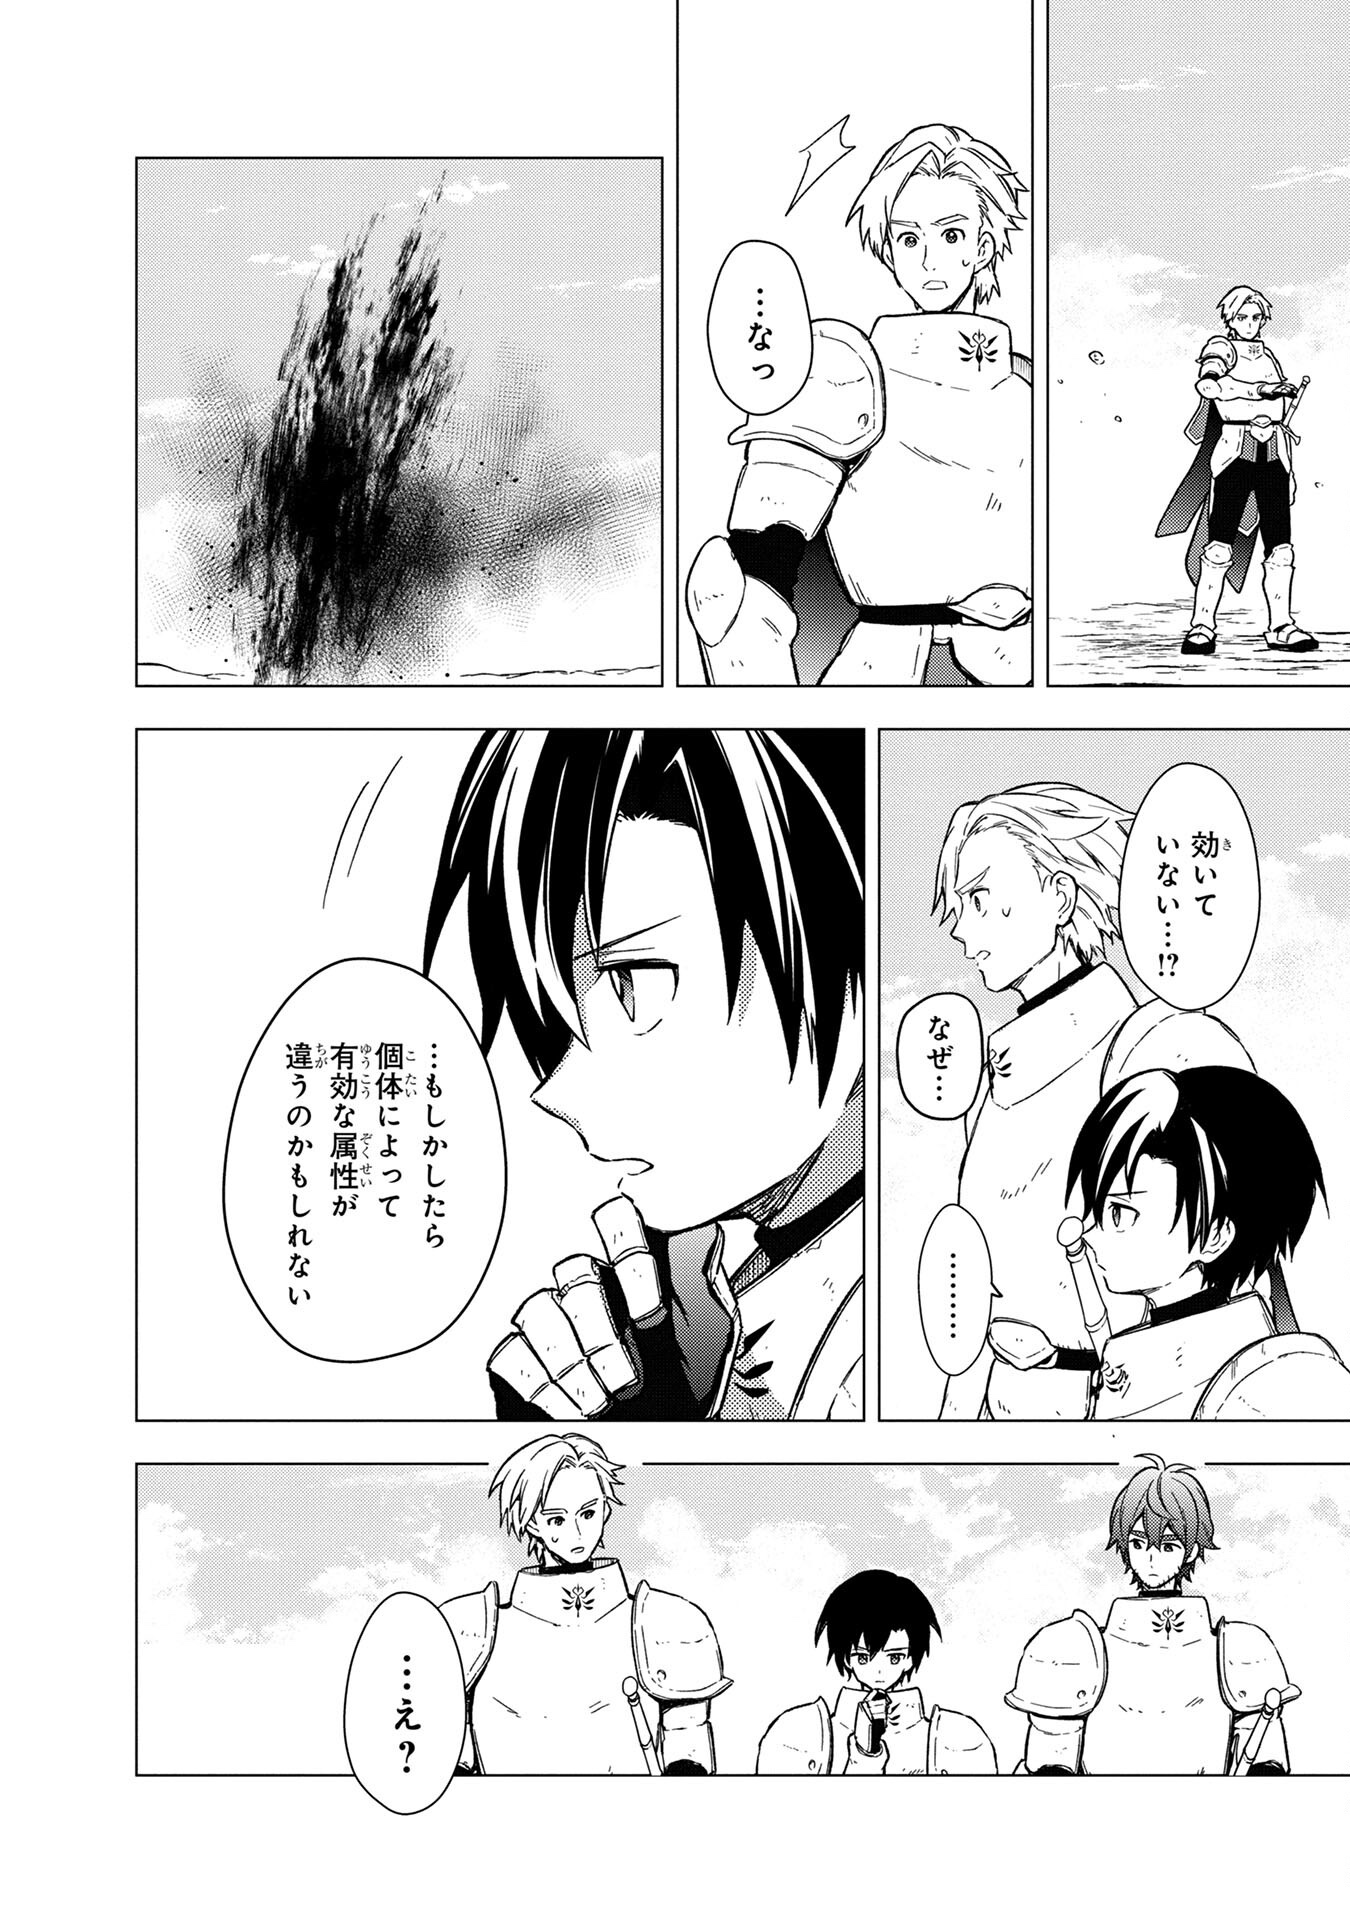 …なっ
効いて
いない…⁉
なぜ…
………
…もしかしたら
個体によって
有効な属性が
違うのかもしれない
……え？